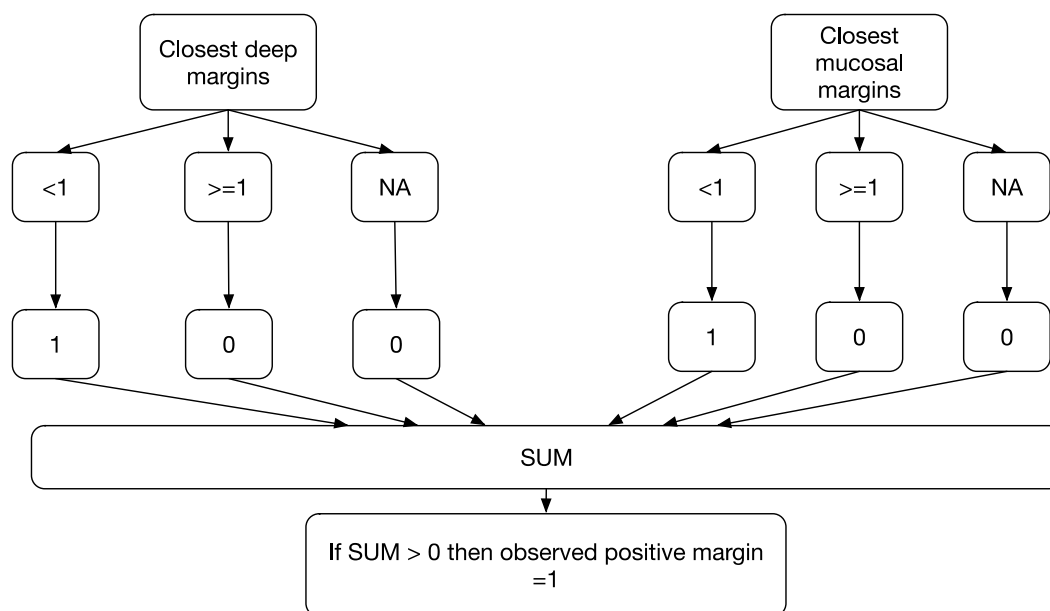 Closest deep
margins
Closest
mucosal
margins
<1
>=1
NA
<1
>=1
NA
1
0
0
1
0
0
SUM
If SUM > 0 then observed positive margin
=1